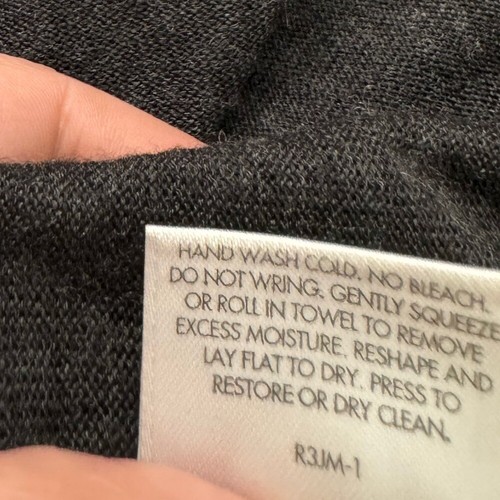 HAND WASH COLD. NO BLEACH.
DO NOT WRING. GENTLY SQUEEZE
OR ROLL IN TOWEL TO REMOVE
EXCESS MOISTURE. RESHAPE AND
LAY FLAT TO DRY. PRESS TO
RESTORE OR DRY CLEAN.
R3JM-1